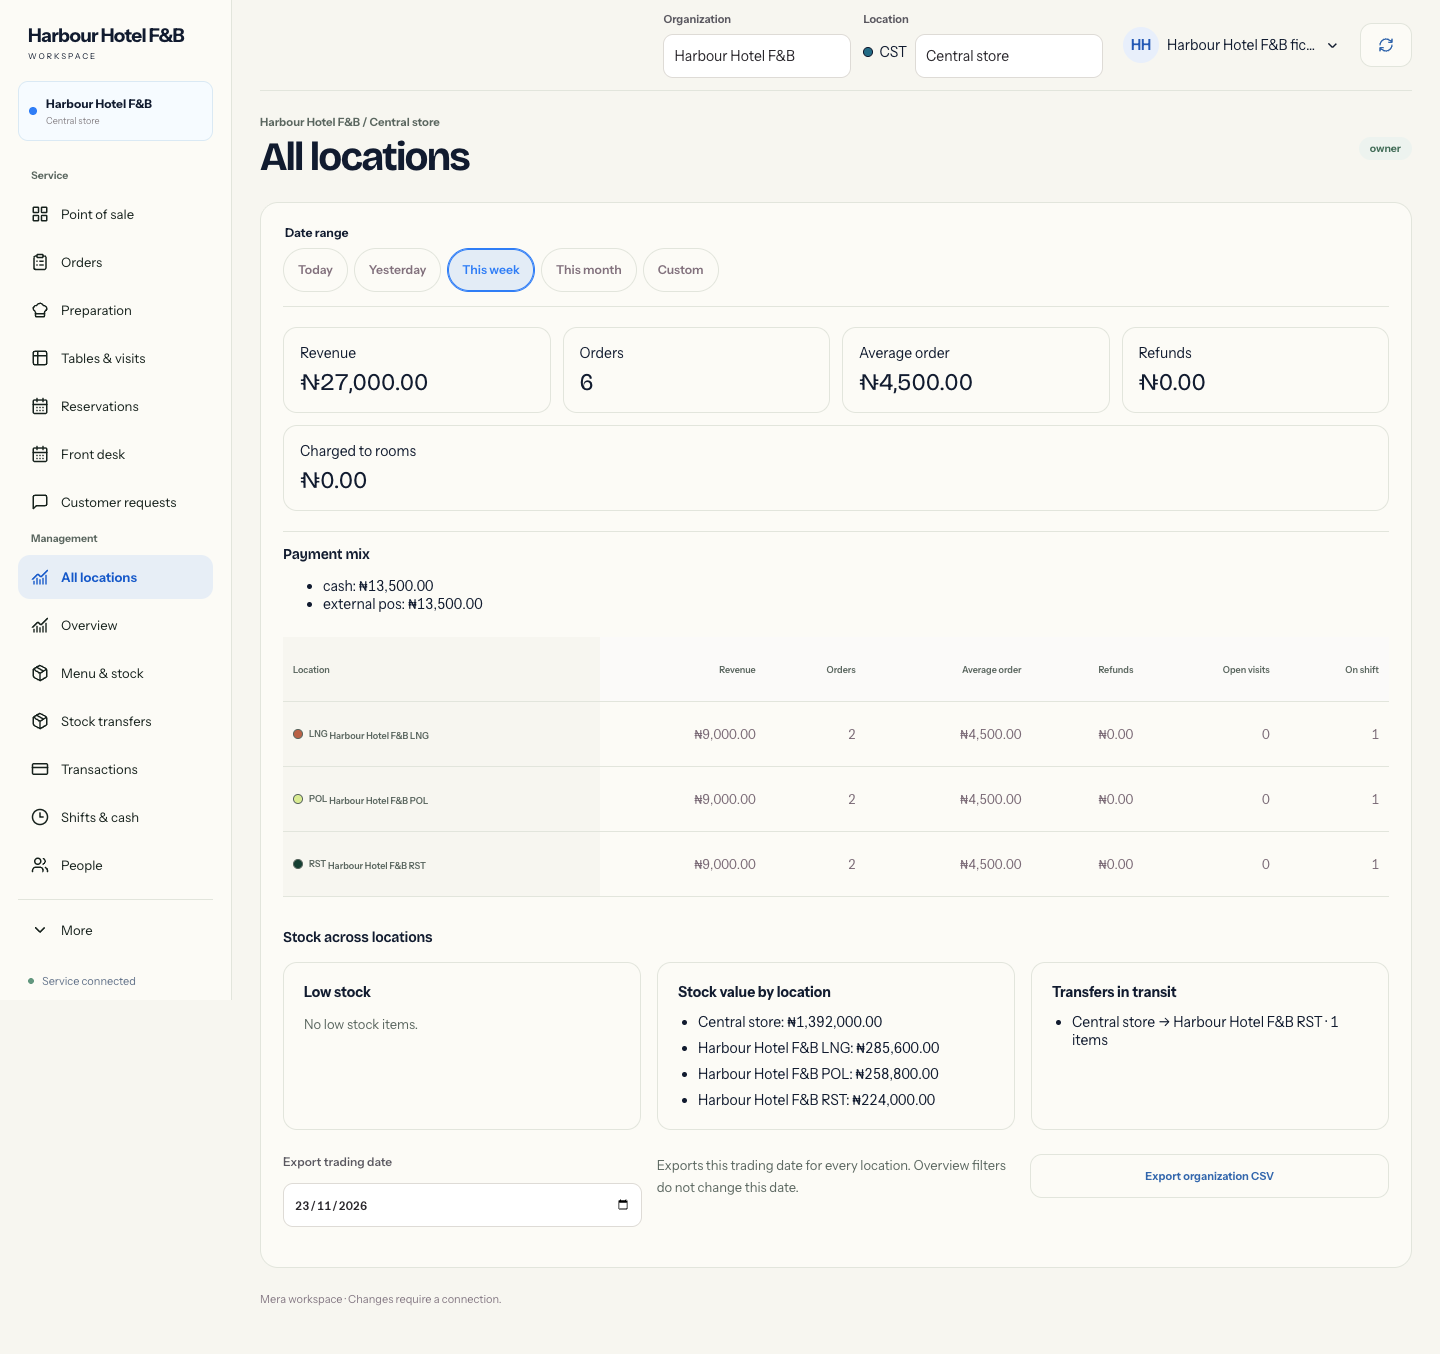 Harbour Hotel F&B
WORKSPACE
Harbour Hotel F&B
Central store
Service
Point of sale
Orders
Preparation
Tables & visits
Reservations
Front desk
Customer requests
Management
All locations
Overview
Menu & stock
Stock transfers
Transactions
Shifts & cash
People
More
Service connected
Organization
Harbour Hotel F&B
Location
CST
Central store
HH
Harbour Hotel F&B fic...
Harbour Hotel F&B / Central store
All locations
owner
Date range
Today
Yesterday
This week
This month
Custom
Revenue
₦27,000.00
Orders
6
Average order
₦4,500.00
Refunds
₦0.00
Charged to rooms
₦0.00
Payment mix
cash: ₦13,500.00
external pos: ₦13,500.00
Location Revenue Orders Average order Refunds Open visits On shift
LNG Harbour Hotel F&B LNG ₦9,000.00 2 ₦4,500.00 ₦0.00 0 1
POL Harbour Hotel F&B POL ₦9,000.00 2 ₦4,500.00 ₦0.00 0 1
RST Harbour Hotel F&B RST ₦9,000.00 2 ₦4,500.00 ₦0.00 0 1
Stock across locations
Low stock
No low stock items.
Stock value by location
Central store: ₦1,392,000.00
Harbour Hotel F&B LNG: ₦285,600.00
Harbour Hotel F&B POL: ₦258,800.00
Harbour Hotel F&B RST: ₦224,000.00
Transfers in transit
Central store → Harbour Hotel F&B RST · 1
items
Export trading date
23/11/2026
Exports this trading date for every location. Overview filters
do not change this date.
Export organization CSV
Mera workspace · Changes require a connection.